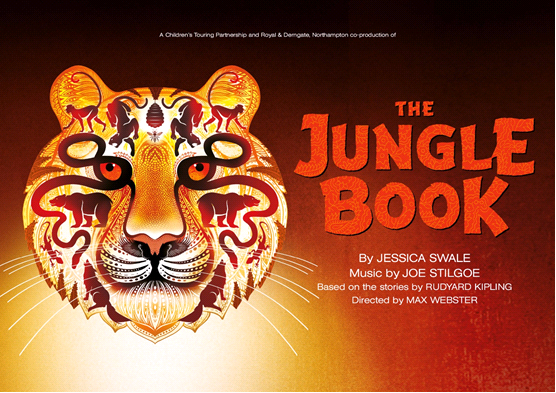 A Children's Touring Partnership and Royal & Derngate, Northampton co-production of
THE
JUNGLE
BOOK
By JESSICA SWALE
Music by JOE STILGOE
Based on the stories by RUDYARD KIPLING
Directed by MAX WEBSTER